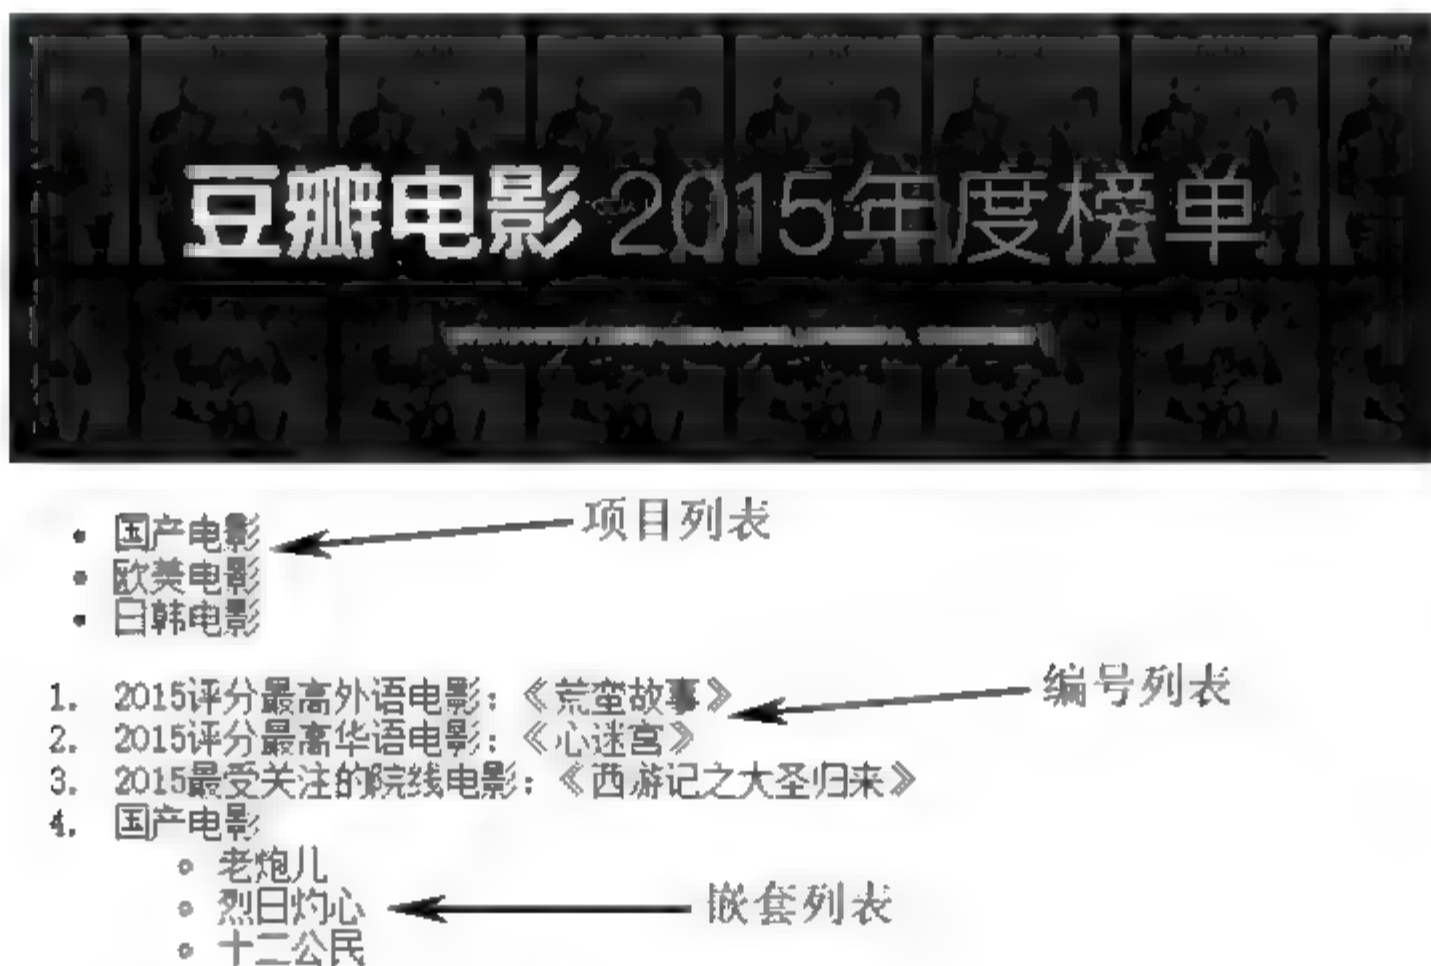 豆瓣电影 2015年度榜单
• 国产电影
项目列表
• 欧美电影
• 日韩电影
1. 2015评分最高外语电影：《荒蛮故事》
编号列表
2. 2015评分最高华语电影：《心迷宫》
3. 2015最受关注的院线电影：《西游记之大圣归来》
4. 国产电影
老炮儿
烈日灼心
嵌套列表
十二公民